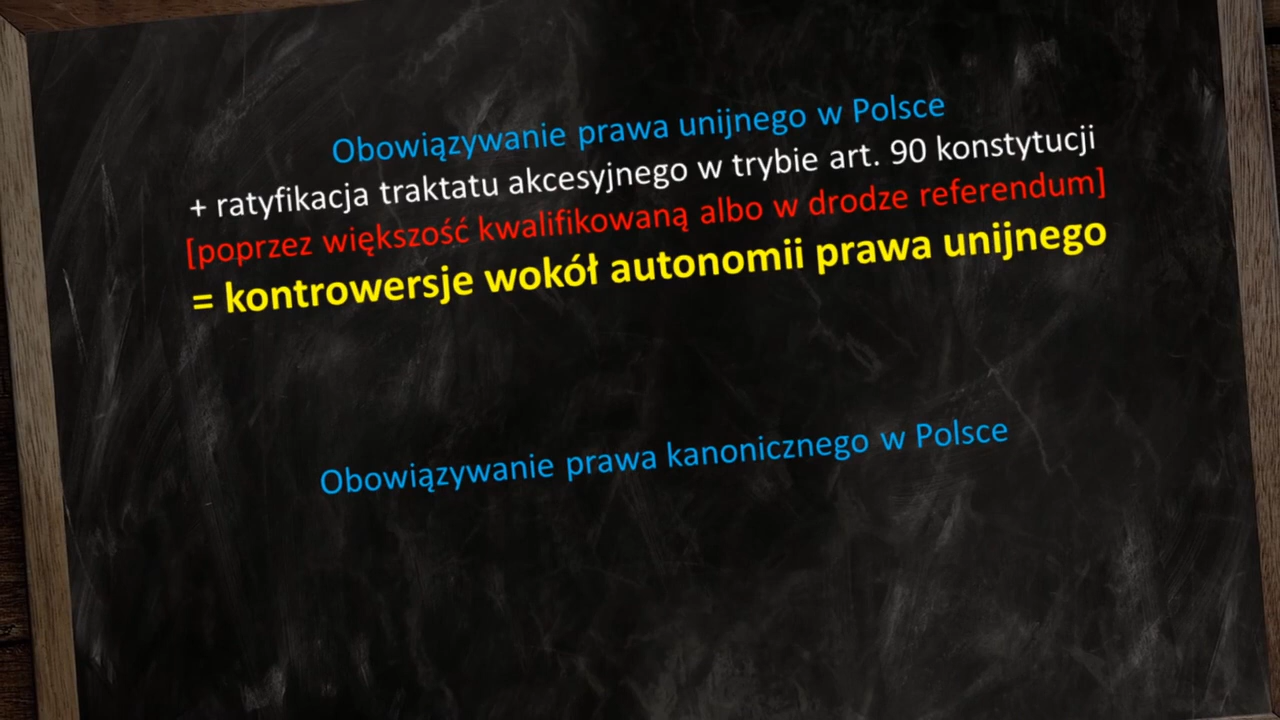 Obowiązywanie prawa unijnego w Polsce
+ ratyfikacja traktatu akcesyjnego w trybie art. 90 konstytucji
[poprzez większość kwalifikowaną albo w drodze referendum]
= kontrowersje wokół autonomii prawa unijnego
Obowiązywanie prawa kanonicznego w Polsce